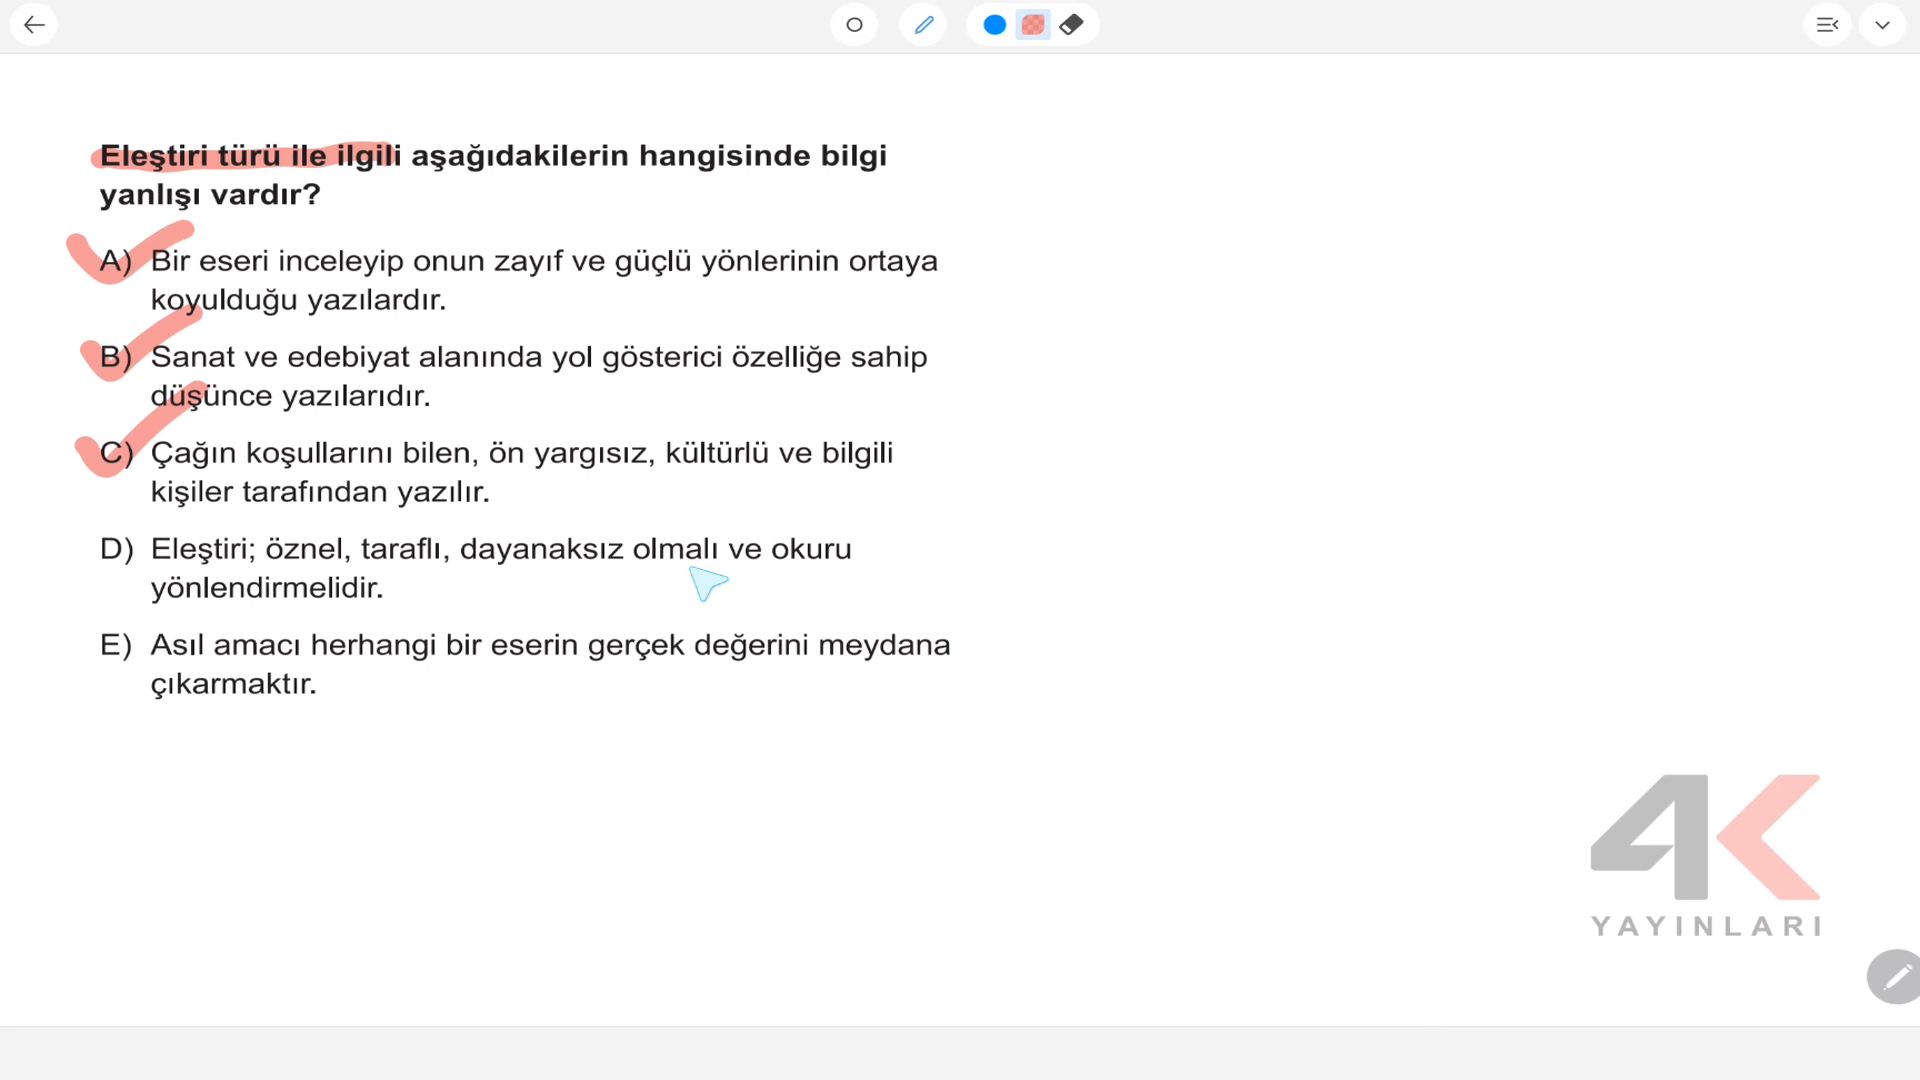 Eleştiri türü ile ilgili aşağıdakilerin hangisinde bilgi
yanlışı vardır?
A) Bir eseri inceleyip onun zayıf ve güçlü yönlerinin ortaya
koyulduğu yazılardır.
B) Sanat ve edebiyat alanında yol gösterici özelliğe sahip
düşünce yazılarıdır.
C) Çağın koşullarını bilen, ön yargısız, kültürlü ve bilgili
kişiler tarafından yazılır.
D) Eleştiri; öznel, taraflı, dayanaksız olmalı ve okuru
yönlendirmelidir.
E) Asıl amacı herhangi bir eserin gerçek değerini meydana
çıkarmaktır.
4K
YAYINLARI